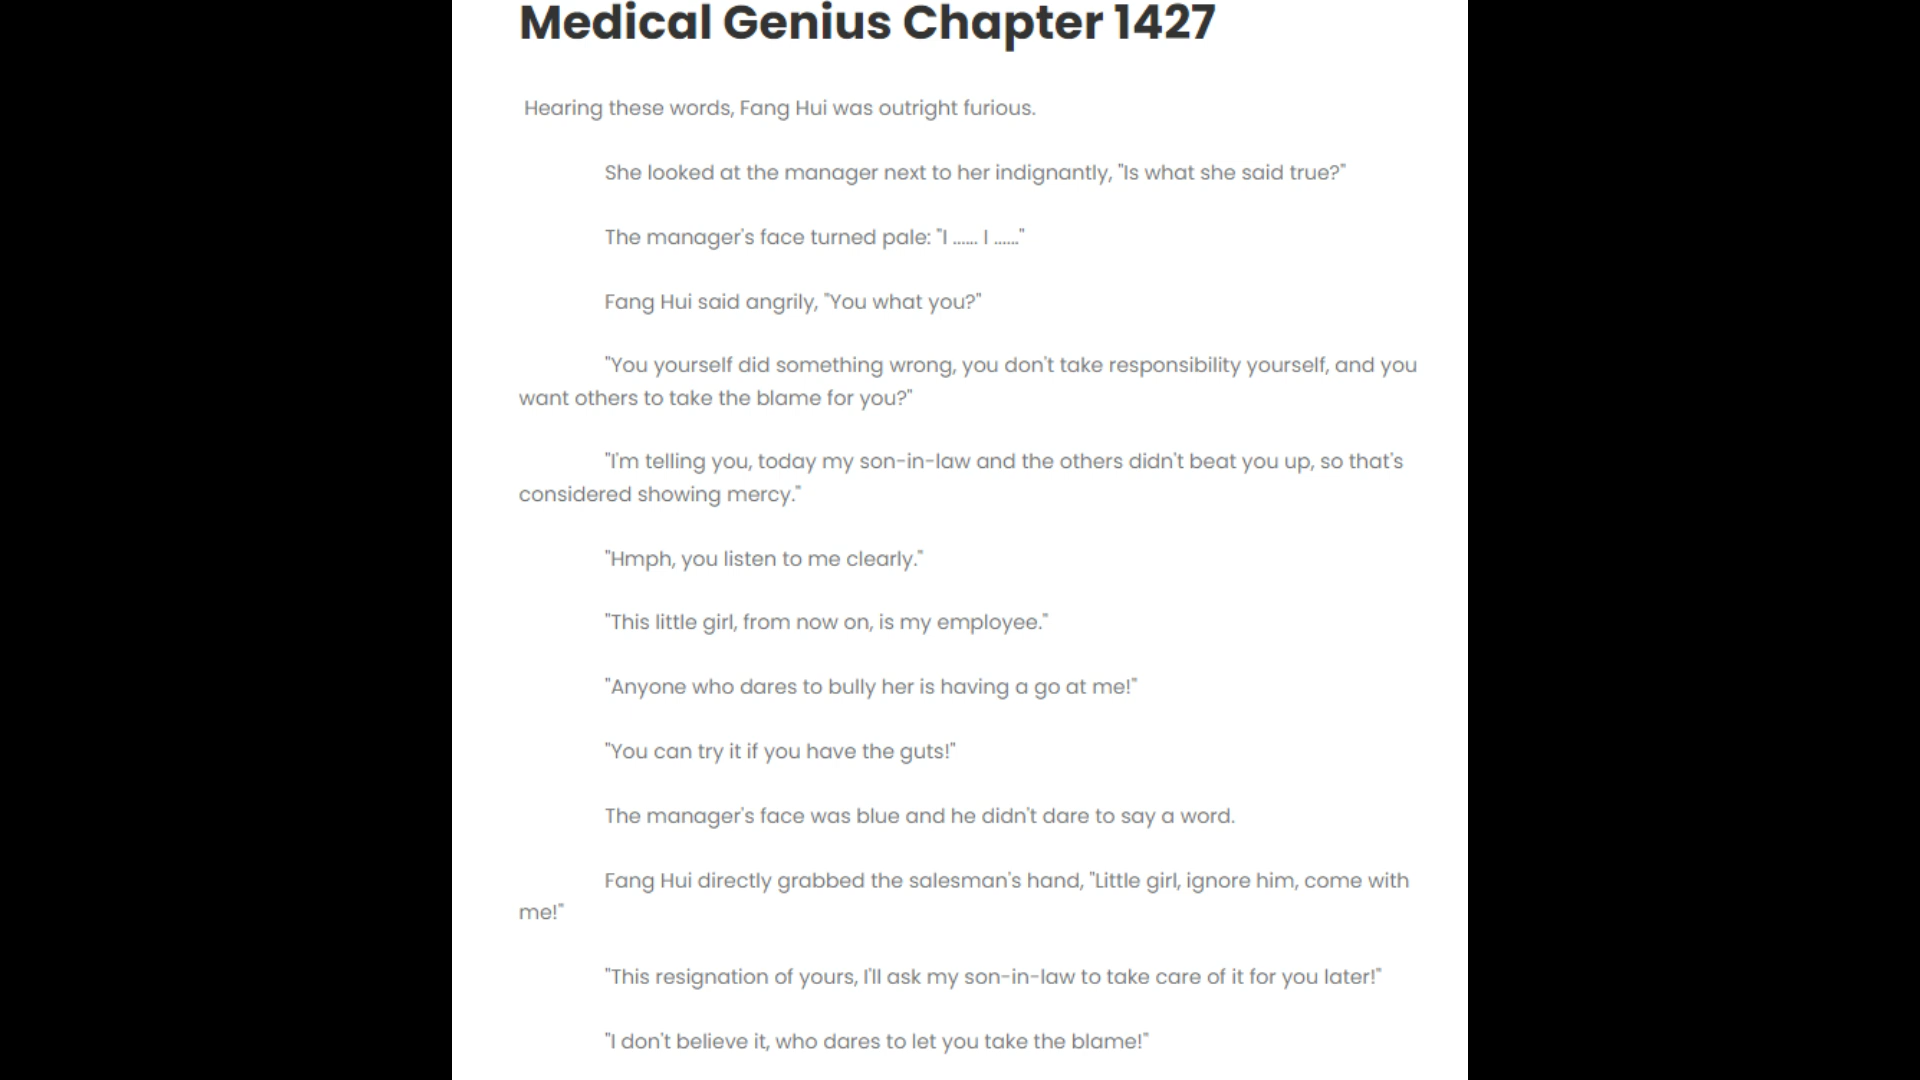 Medical Genius Chapter 1427
Hearing these words, Fang Hui was outright furious.
She looked at the manager next to her indignantly, "Is what she said true?"
The manager's face turned pale: "I ...... I ......"
Fang Hui said angrily, "You what you?"
"You yourself did something wrong, you don't take responsibility yourself, and you
want others to take the blame for you?"
"I'm telling you, today my son-in-law and the others didn't beat you up, so that's
considered showing mercy."
"Hmph, you listen to me clearly."
"This little girl, from now on, is my employee."
"Anyone who dares to bully her is having a go at me!"
"You can try it if you have the guts!"
The manager's face was blue and he didn't dare to say a word.
Fang Hui directly grabbed the salesman's hand, "Little girl, ignore him, come with
me!"
"This resignation of yours, I'll ask my son-in-law to take care of it for you later!"
"I don't believe it, who dares to let you take the blame!"